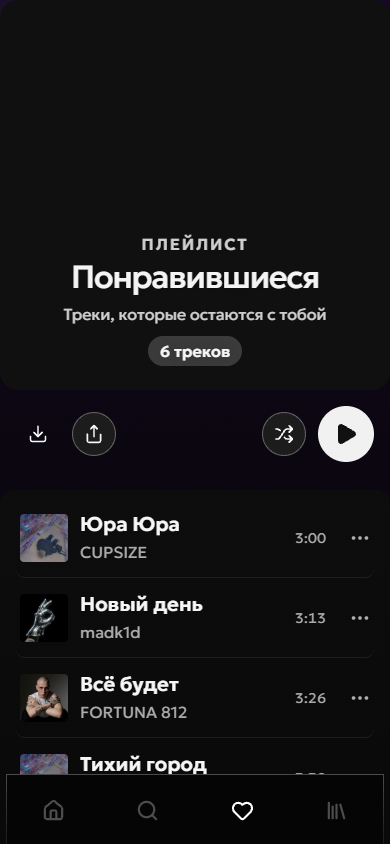 ПЛЕЙЛИСТ
Понравившиеся
Треки, которые остаются с тобой
6 треков
Юра Юра
CUPSIZE
3:00
Новый день
madk1d
3:13
Всё будет
FORTUNA 812
3:26
Тихий город